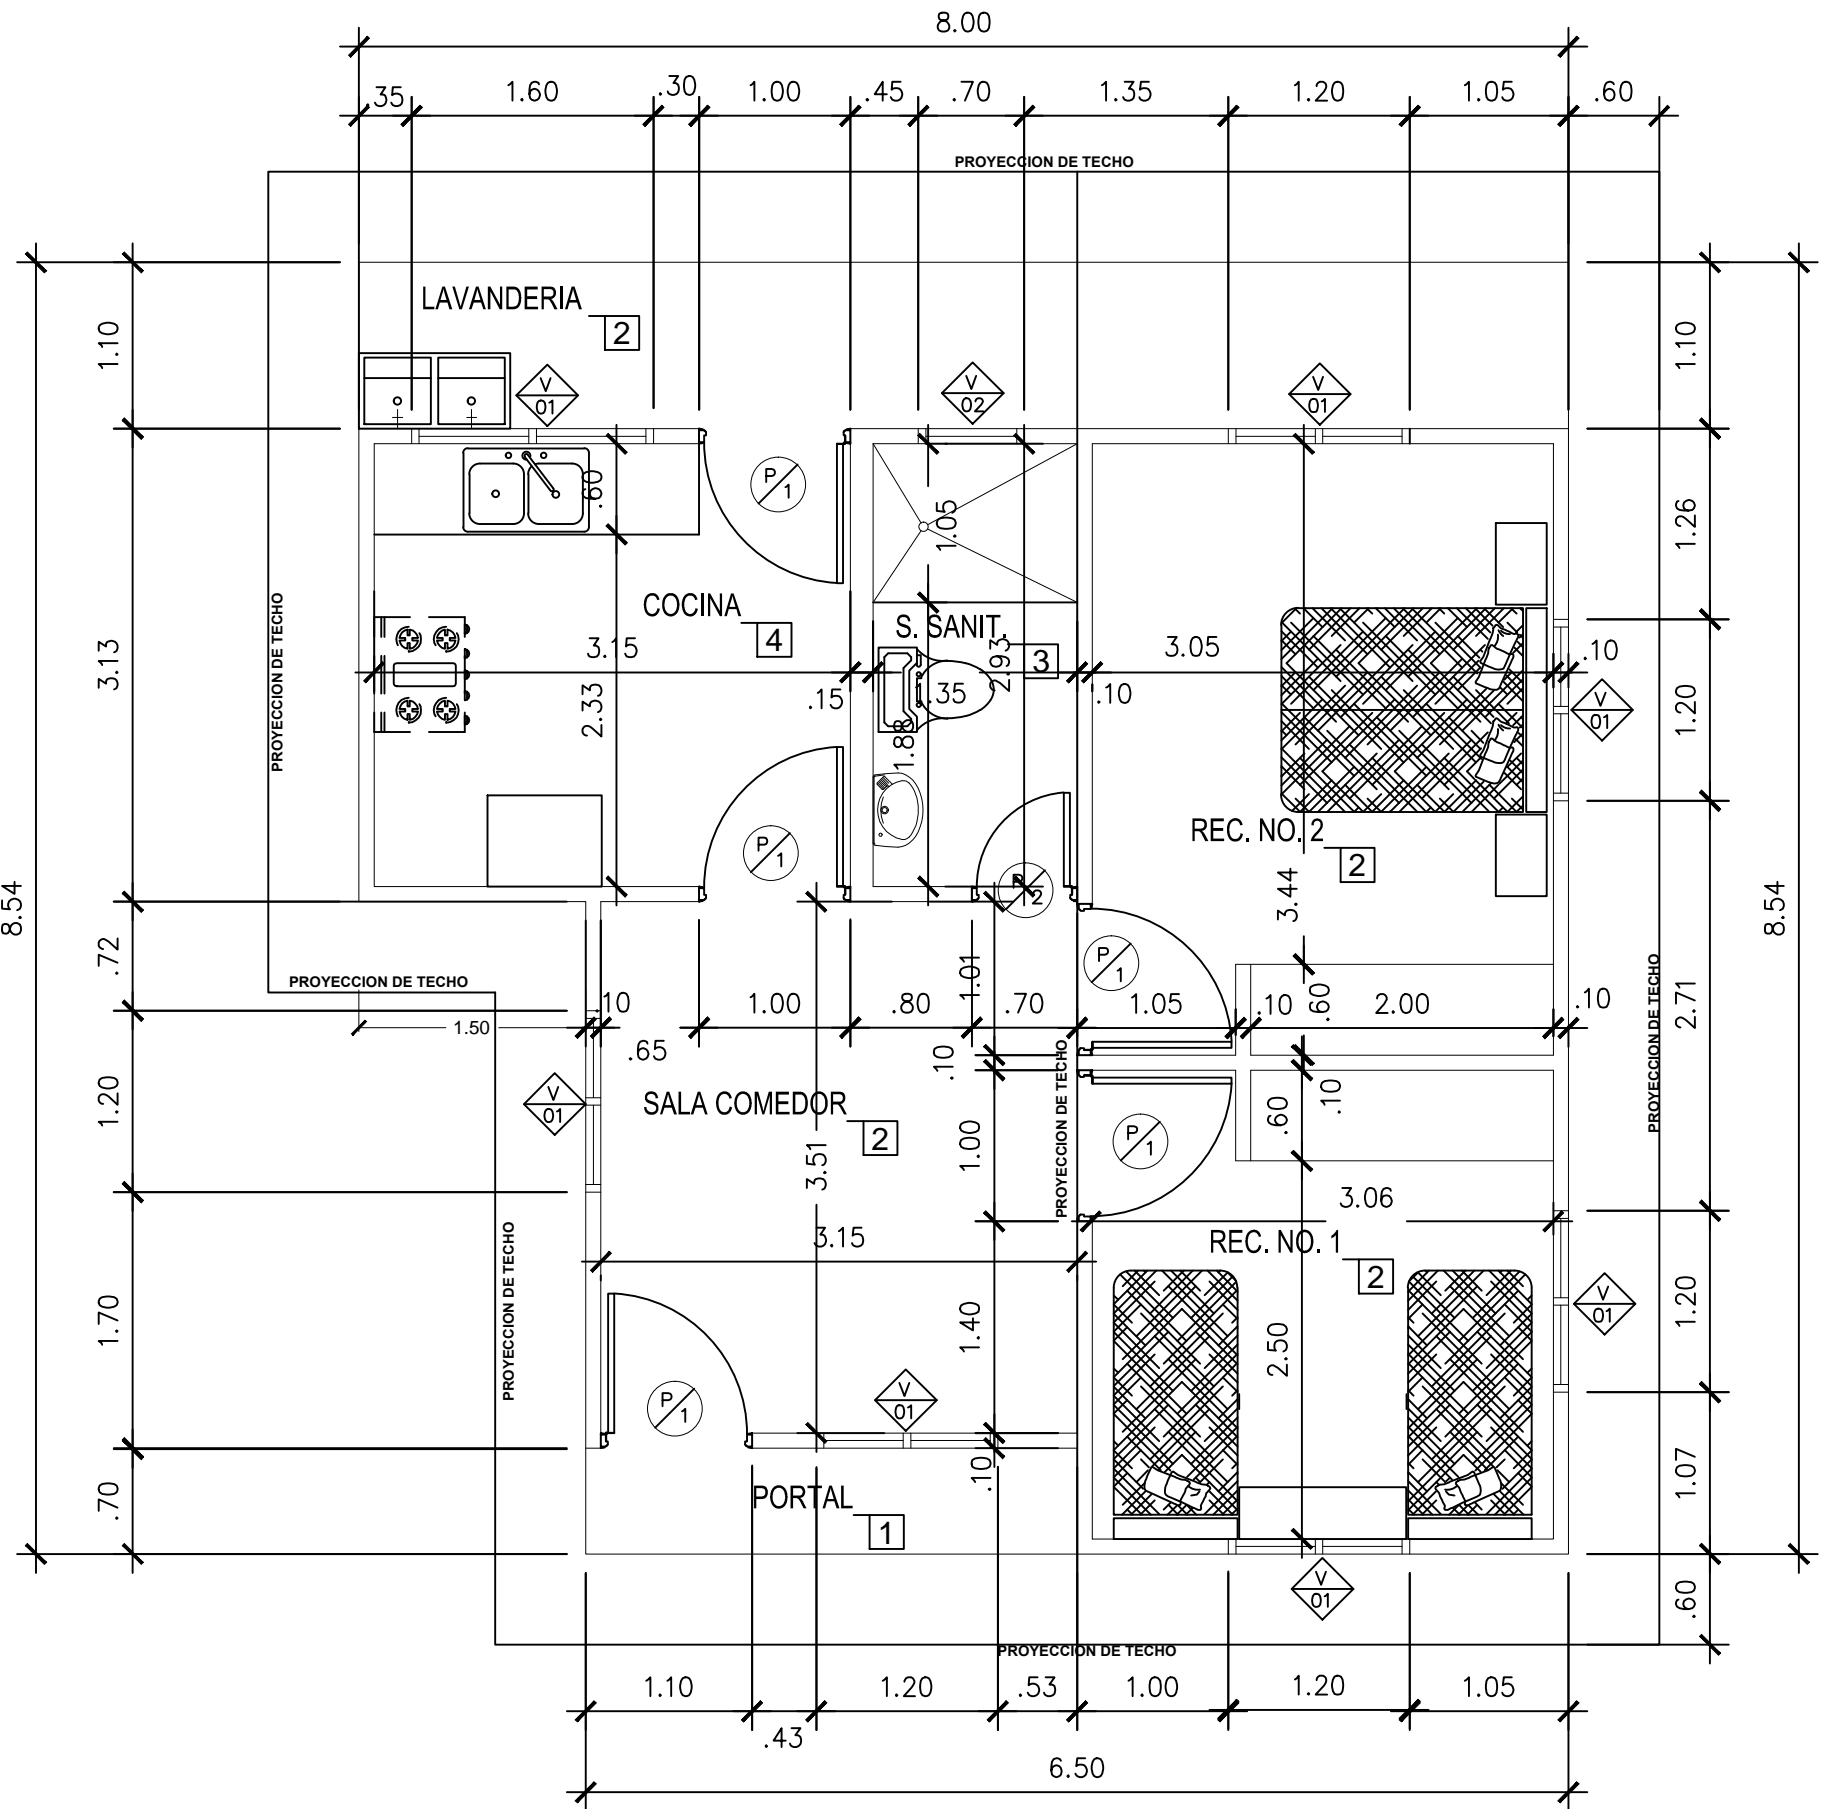 8.00
.35 1.60 .30 1.00 .45 .70 1.35 1.20 1.05 .60
PROYECCION DE TECHO
LAVANDERIA
2
1.10
1.10
V
01
V
02
V
01
P
1
.60
1.05
1.26
COCINA
4
S. SANIT.
3
PROYECCION DE TECHO
3.13
3.15
2.93
3.05
.10
2.33
.15
1.35
.10
1.20
V
01
1.88
REC. NO. 2
2
P
1
P
2
3.44
8.54
8.54
.72
P
1
PROYECCION DE TECHO
1.01
PROYECCION DE TECHO
1.50
.10
1.00
.80
.70
1.05
.10
.60
2.00
.10
2.71
.65
.10
PROYECCION DE TECHO
.10
V
01
SALA COMEDOR
2
1.20
1.00
P
1
.60
3.51
3.06
3.15
REC. NO. 1
2
PROYECCION DE TECHO
1.70
1.40
2.50
V
01
1.20
P
1
V
01
.10
1.07
.70
PORTAL
1
V
01
.60
PROYECCION DE TECHO
1.10 1.20 .53 1.00 1.20 1.05
.43
6.50